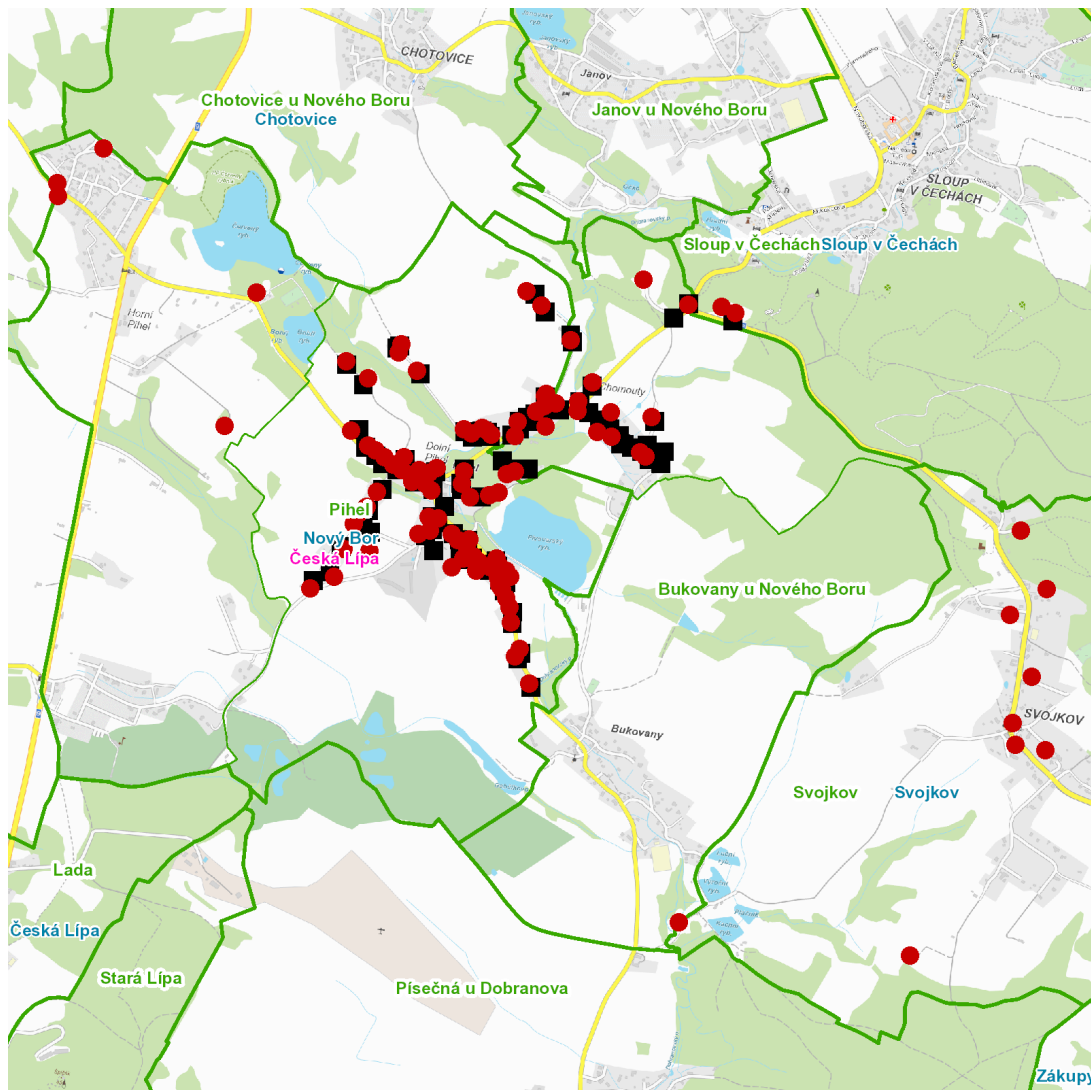 CHOTOVICE
Janov
Chotovice u Nového Boru
Chotovice
Janov u Nového Boru
SLOUP
V ČECHÁCH
Sloup v Čechách
Sloup v Čechách
Horní
Pihel
Chomouty
Dolní
Pihel
Nový Bor
Česká Lípa
Bukovany u Nového Boru
SVOJKOV
Bukovany
Svojkov
Svojkov
Lada
Česká Lípa
Stará Lípa
Písečná u Dobranova
Zákupy